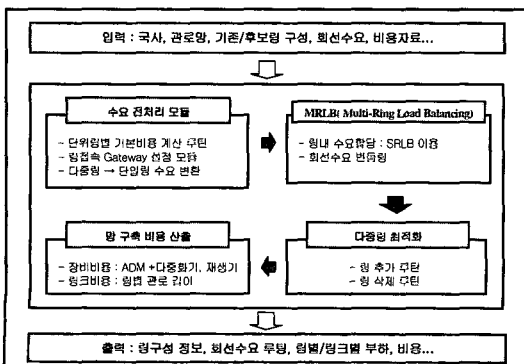 입력 : 국사, 관로망, 기존/후보링 구성, 회선수요, 비용자료...
수요 전처리 모듈
- 단위링별 기본비용 계산 루틴
- 링접속 Gateway 선정 모듈
- 다중링 → 단일링 수요 변환
MRLB( Multi-Ring Load Balancing)
- 링내 수요할당 : SRLB 이용
- 회선수요 번들링
망 구축 비용 산출
- 장비비용 : ADM +다중화기, 재생기
- 링크비용 : 링별 관로 길이
다중링 최적화
- 링 추가 루틴
- 링 삭제 루틴
출력 : 링구성 정보, 회선수요 루팅, 링별/링크별 부하, 비용...